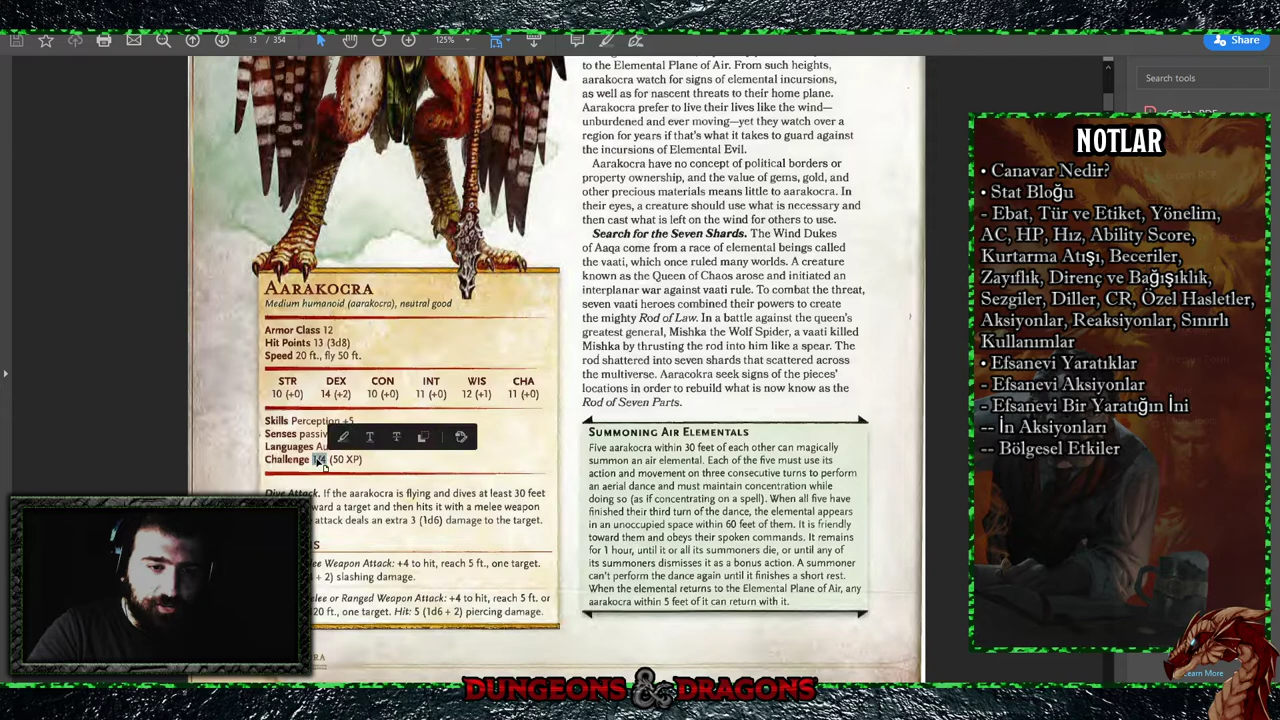 13 / 354
125%
Share
Search tools
to the Elemental Plane of Air. From such heights,
aarakocra watch for signs of elemental incursions,
as well as for nascent threats to their home plane.
Aarakocra prefer to live their lives like the wind—
unburdened and ever moving—yet they watch over a
region for years if that's what it takes to guard against
the incursions of Elemental Evil.
Aarakocra have no concept of political borders or
property ownership, and the value of gems, gold, and
other precious materials means little to aarakocra. In
their eyes, a creature should use what is necessary and
then cast what is left on the wind for others to use.
Search for the Seven Shards. The Wind Dukes
of Aaqa come from a race of elemental beings called
the vaati, which once ruled many worlds. A creature
known as the Queen of Chaos arose and initiated an
interplanar war against vaati rule. To combat the threat,
seven vaati heroes combined their powers to create
the mighty Rod of Law. In a battle against the queen's
greatest general, Mishka the Wolf Spider, a vaati killed
Mishka by thrusting the rod into him like a spear. The
rod shattered into seven shards that scattered across
the multiverse. Aaracokra seek signs of the pieces'
locations in order to rebuild what is now know as the
Rod of Seven Parts.
SUMMONING AIR ELEMENTALS
Five aarakocra within 30 feet of each other can magically
summon an air elemental. Each of the five must use its
action and movement on three consecutive turns to perform
an aerial dance and must maintain concentration while
doing so (as if concentrating on a spell). When all five have
finished their third turn of the dance, the elemental appears
in an unoccupied space within 60 feet of them. It is friendly
toward them and obeys their spoken commands. It remains
for 1 hour, until it or all its summoners die, or until any of
its summoners dismisses it as a bonus action. A summoner
can't perform the dance again until it finishes a short rest.
When the elemental returns to the Elemental Plane of Air, any
aarakocra within 5 feet of it can return with it.
AARAKOCRA
Medium humanoid (aarakocra), neutral good
Armor Class 12
Hit Points 13 (3d8)
Speed 20 ft., fly 50 ft.
STR DEX CON INT WIS CHA
10 (+0) 14 (+2) 10 (+0) 11 (+0) 12 (+1) 11 (+0)
Skills Perception +5
Senses passiv
Languages Au
Challenge 1/4 (50 XP)
Dive Attack. If the aarakocra is flying and dives at least 30 feet
ward a target and then hits it with a melee weapon
attack deals an extra 3 (1d6) damage to the target.
Weapon Attack: +4 to hit, reach 5 ft., one target.
+ 2) slashing damage.
or Ranged Weapon Attack: +4 to hit, reach 5 ft. or
20 ft., one target. Hit: 5 (1d6 + 2) piercing damage.
NOTLAR
• Canavar Nedir?
• Stat Bloğu
- Ebat, Tür ve Etiket, Yönelim,
AC, HP, Hız, Ability Score,
Kurtarma Atışı, Beceriler,
Zayıflık, Direnç ve Bağışıklık,
Sezgiler, Diller, CR, Özel Hasletler,
Aksiyonlar, Reaksiyonlar, Sınırlı
Kullanımlar
• Efsanevi Yaratıklar
- Efsanevi Aksiyonlar
- Efsanevi Bir Yaratığın İni
-- İn Aksiyonları
-- Bölgesel Etkiler
Learn More
DUNGEONS & DRAGONS